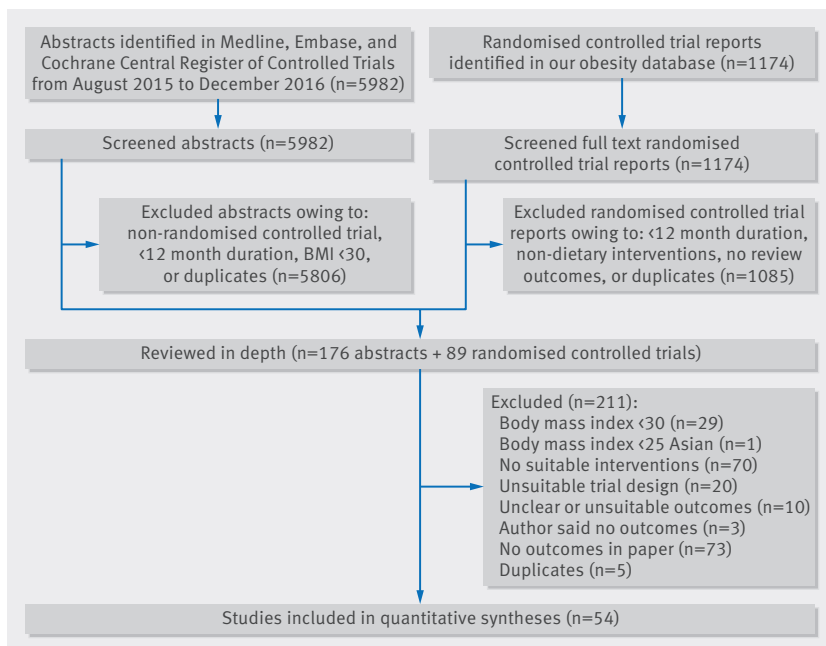 Abstracts identified in Medline, Embase, and
Cochrane Central Register of Controlled Trials
from August 2015 to December 2016 (n=5982)
Randomised controlled trial reports
identified in our obesity database (n=1174)
Screened abstracts (n=5982)
Screened full text randomised
controlled trial reports (n=1174)
Excluded abstracts owing to:
non-randomised controlled trial,
<12 month duration, BMI <30,
or duplicates (n=5806)
Excluded randomised controlled trial
reports owing to: <12 month duration,
non-dietary interventions, no review
outcomes, or duplicates (n=1085)
Reviewed in depth (n=176 abstracts + 89 randomised controlled trials)
Excluded (n=211):
Body mass index <30 (n=29)
Body mass index <25 Asian (n=1)
No suitable interventions (n=70)
Unsuitable trial design (n=20)
Unclear or unsuitable outcomes (n=10)
Author said no outcomes (n=3)
No outcomes in paper (n=73)
Duplicates (n=5)
Studies included in quantitative syntheses (n=54)